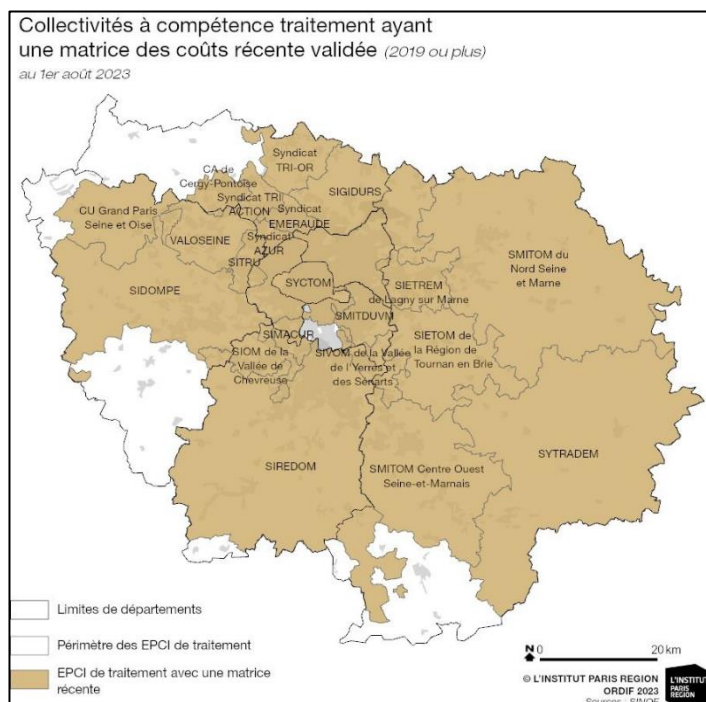 Collectivités à compétence traitement ayant
une matrice des coûts récente validée (2019 ou plus)
au 1er août 2023
Syndicat
TRI-OR
CA de
Cergy-Pontoise
SIGIDURS
Syndicat TRI
ACTION
Syndicat
EMERAUDE
CU Grand Paris
Seine et Oise
VALOSEINE
Syndicat
AZUR
SITRU
SMITOM du
Nord Seine
et Marne
SIDOMPE
SYCTOM
SIETREM
de Lagny sur Marne
SMITDUVM
SIMACUR
SIETOM de
la Région de
Tournan en Brie
SIOM de la
Vallée de
Chevreuse
SIVOM de la Vallée
de l'Yerres et
des Sénarts
SIREDOM
SMITOM Centre Ouest
Seine-et-Marnais
SYTRADEM
Limites de départements
Périmètre des EPCI de traitement
EPCI de traitement avec une matrice
récente
N 0 20 km
© L'INSTITUT PARIS REGION
ORDIF 2023
Sources : SINOE
L'INSTITUT
PARIS
REGION